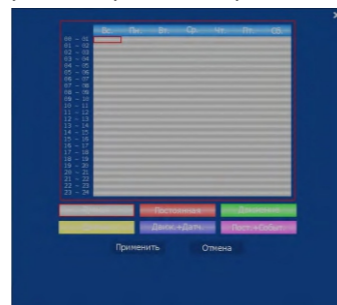 Вс. Пн. Вт. Ср. Чт. Пт. Сб.
00 - 01
01 - 02
02 - 03
03 - 04
04 - 05
05 - 06
06 - 07
07 - 08
08 - 09
09 - 10
10 - 11
11 - 12
12 - 13
13 - 14
14 - 15
15 - 16
16 - 17
17 - 18
18 - 19
19 - 20
20 - 21
21 - 22
22 - 23
23 - 24
Постоянная
Движ.+Датч. Пост.+Событ.
Применить Отмена